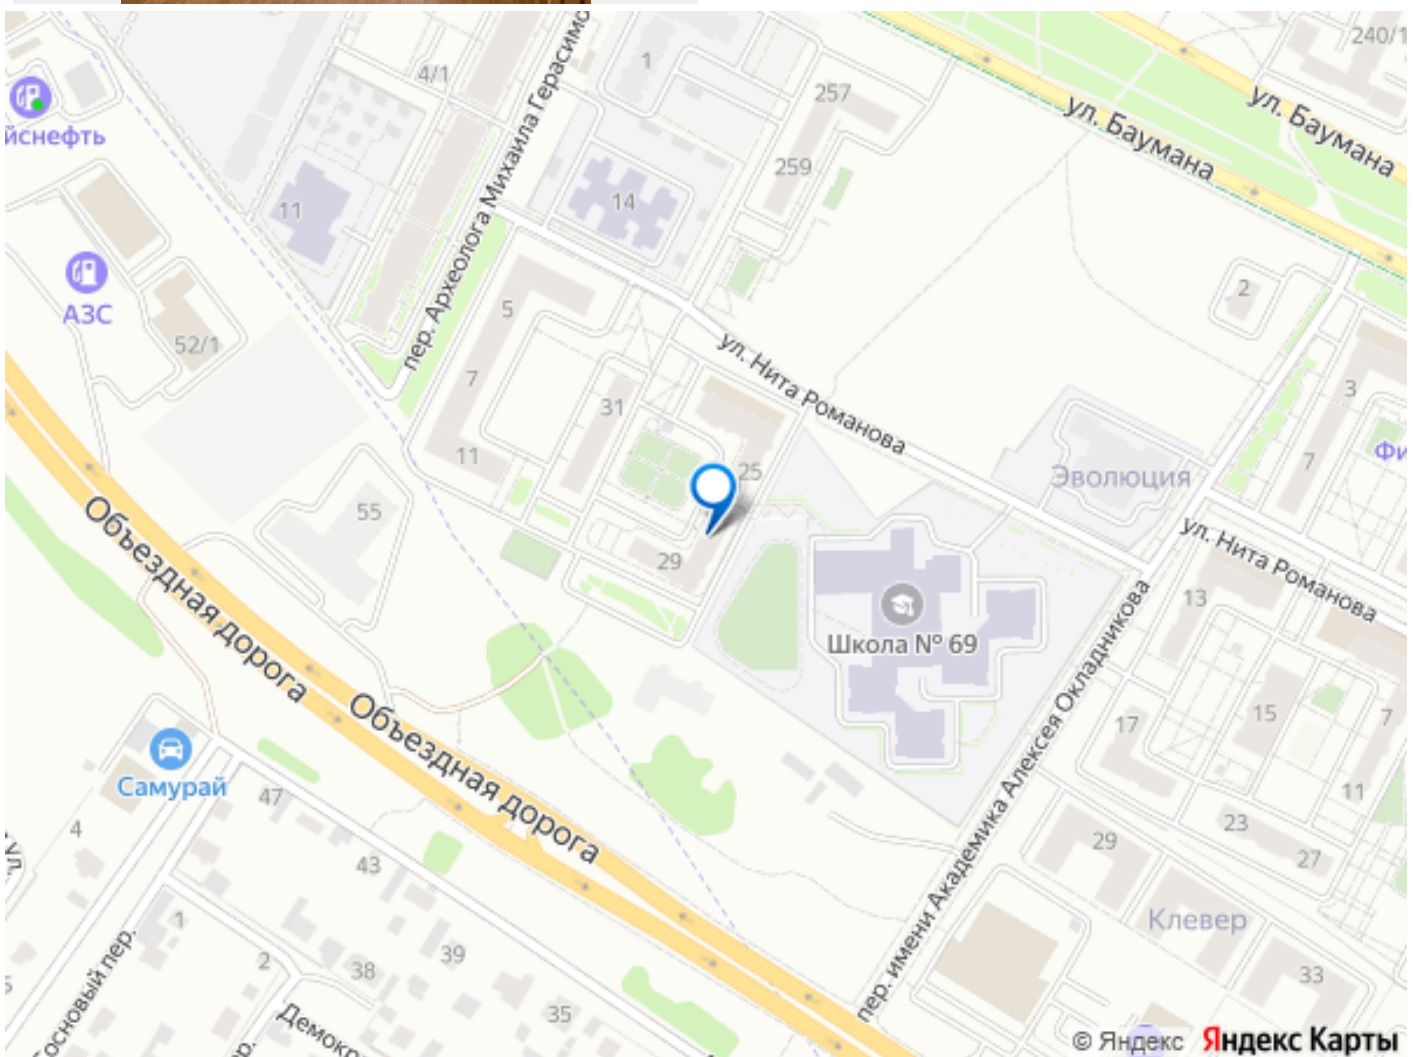 240/1
1
4/1
пер. Археолога Михаила Герасимо
257
ул. Баумана
ул. Баумана
йснефть
259
14
11
АЗС
2
5
52/1
ул. Нита Романова
3
7
31
11
25
7
Фи
Эволюция
55
ул. Нита Романова
Объездная дорога
29
13
Школа № 69
пер. имени Академика Алексея Окладникова
15
7
17
Объездная дорога
Самурай
47
11
4
ул.
23
29
27
43
1
Клевер
39
2
38
33
Сосновый пер.
35
Демокр
ер.
© Яндекс Яндекс Карты